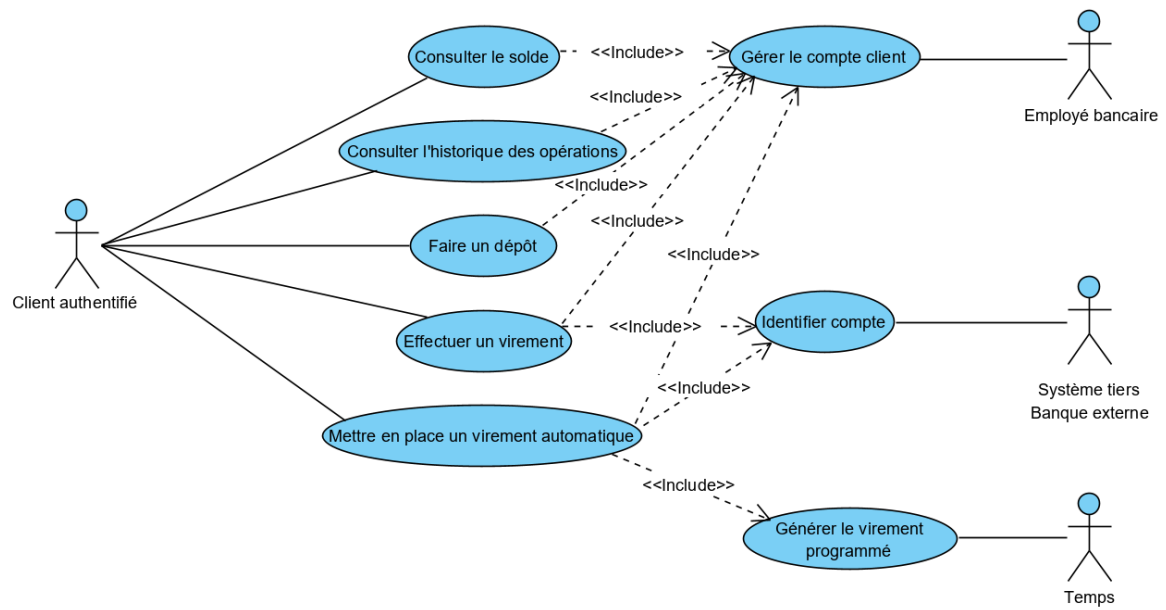 Consulter le solde
<<Include>>
Gérer le compte client
Employé bancaire
<<Include>>
Consulter l'historique des opérations
<<Include>>
Faire un dépôt
<<Include>>
Client authentifié
<<Include>>
Effectuer un virement
<<Include>>
Identifier compte
Système tiers
Banque externe
<<Include>>
Mettre en place un virement automatique
<<Include>>
Générer le virement
programmé
Temps